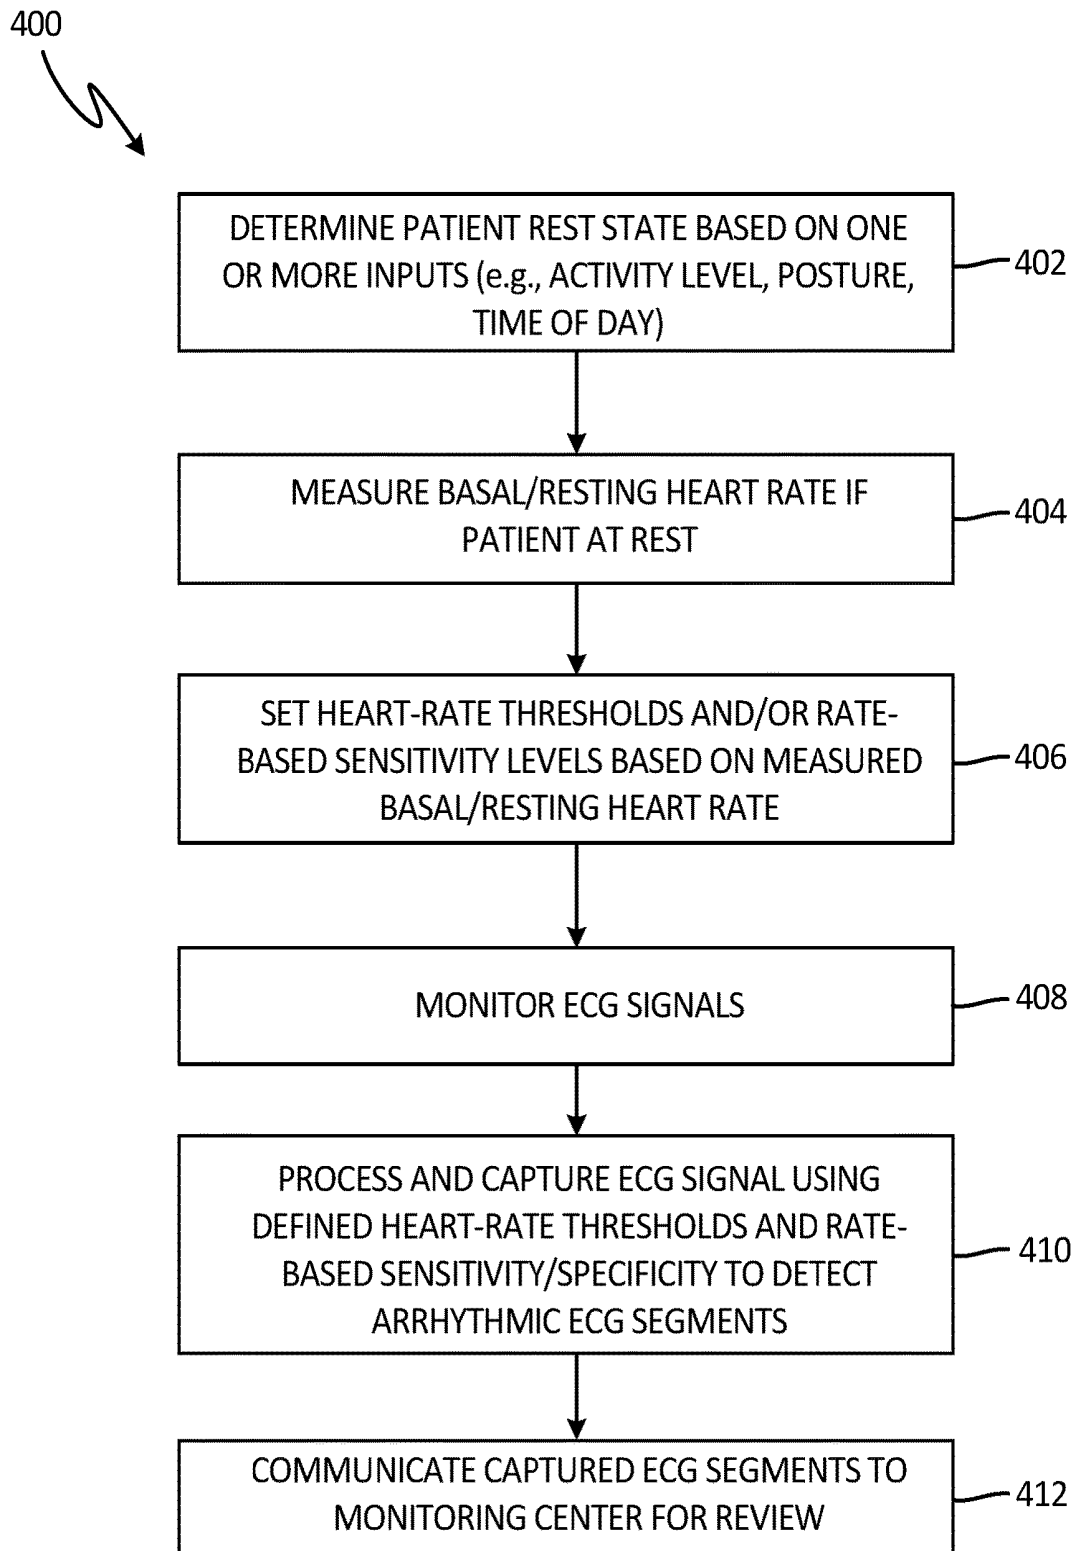 400
DETERMINE PATIENT REST STATE BASED ON ONE
OR MORE INPUTS (e.g., ACTIVITY LEVEL, POSTURE,
TIME OF DAY)
402
MEASURE BASAL/RESTING HEART RATE IF
PATIENT AT REST
404
SET HEART-RATE THRESHOLDS AND/OR RATE-
BASED SENSITIVITY LEVELS BASED ON MEASURED
BASAL/RESTING HEART RATE
406
MONITOR ECG SIGNALS
408
PROCESS AND CAPTURE ECG SIGNAL USING
DEFINED HEART-RATE THRESHOLDS AND RATE-
BASED SENSITIVITY/SPECIFICITY TO DETECT
ARRHYTHMIC ECG SEGMENTS
410
COMMUNICATE CAPTURED ECG SEGMENTS TO
MONITORING CENTER FOR REVIEW
412